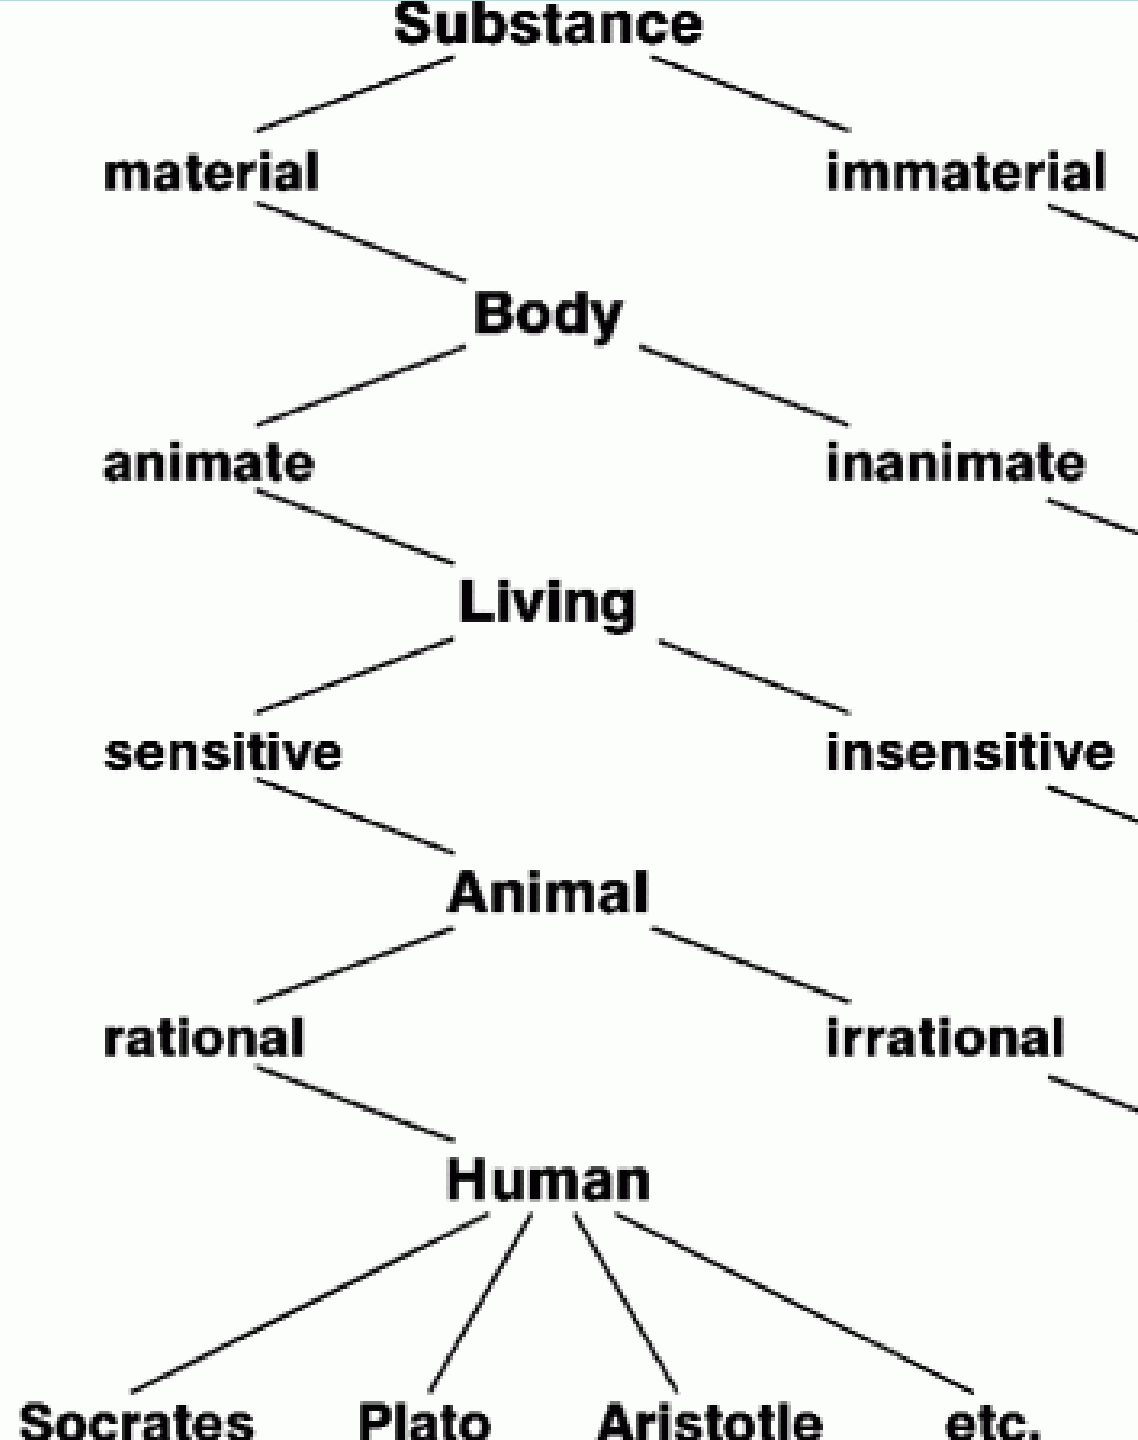 Substance
material immaterial
Body
animate inanimate
Living
sensitive insensitive
Animal
rational irrational
Human
Socrates Plato Aristotle etc.